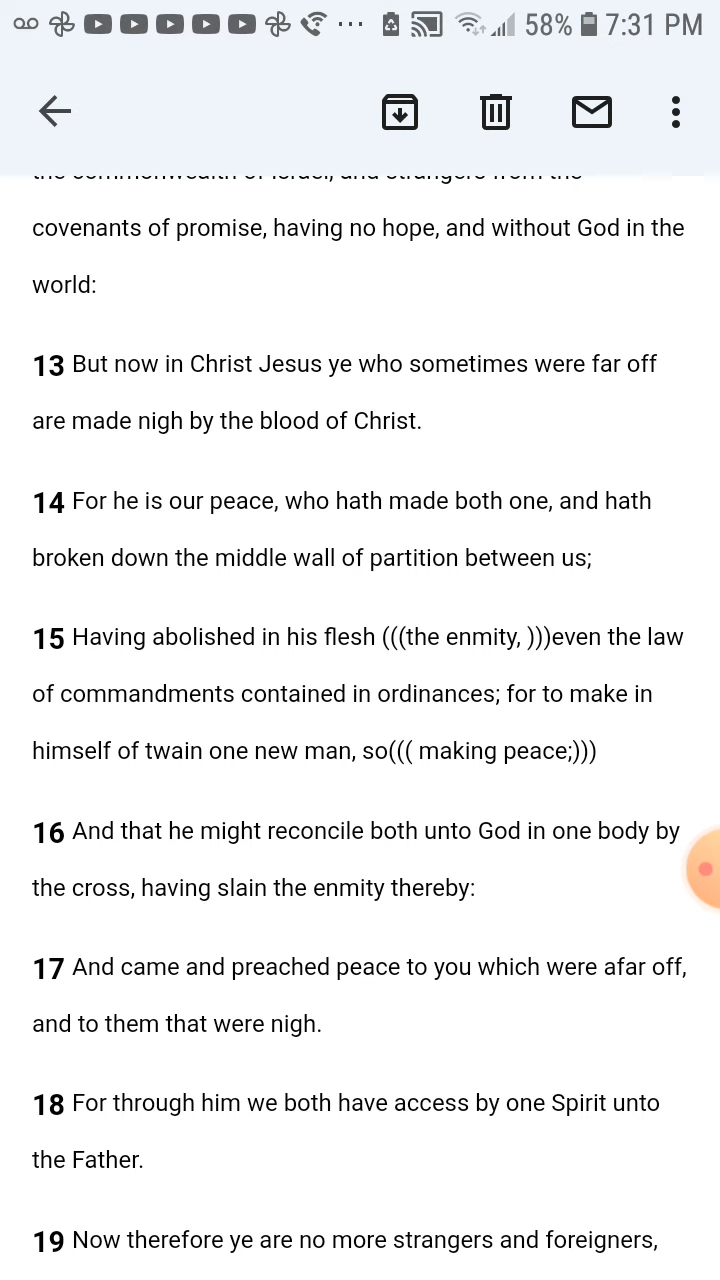 58% 7:31 PM
covenants of promise, having no hope, and without God in the
world:
13 But now in Christ Jesus ye who sometimes were far off
are made nigh by the blood of Christ.
14 For he is our peace, who hath made both one, and hath
broken down the middle wall of partition between us;
15 Having abolished in his flesh (((the enmity, )))even the law
of commandments contained in ordinances; for to make in
himself of twain one new man, so((( making peace;)))
16 And that he might reconcile both unto God in one body by
the cross, having slain the enmity thereby:
17 And came and preached peace to you which were afar off,
and to them that were nigh.
18 For through him we both have access by one Spirit unto
the Father.
19 Now therefore ye are no more strangers and foreigners,